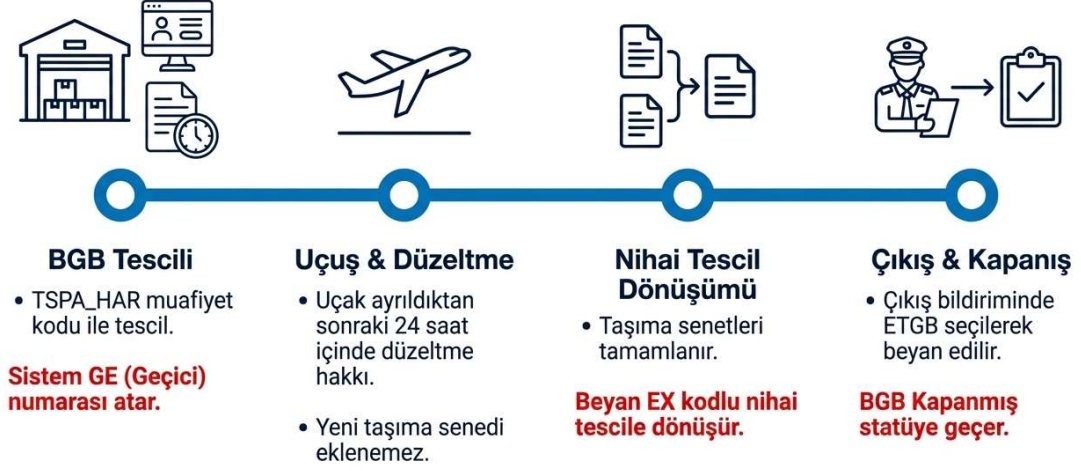 BGB Tescili
• TSPA_HAR muafiyet
kodu ile tescil.
Sistem GE (Geçici)
numarası atar.
Uçuş & Düzeltme
• Uçak ayrıldıktan
sonraki 24 saat
içinde düzeltme
hakkı.
• Yeni taşıma senedi
eklenemez.
Nihai Tescil
Dönüşümü
• Taşıma senetleri
tamamlanır.
Beyan EX kodlu nihai
tescile dönüşür.
Çıkış & Kapanış
• Çıkış bildiriminde
ETGB seçilerek
beyan edilir.
BGB Kapanmış
statüye geçer.